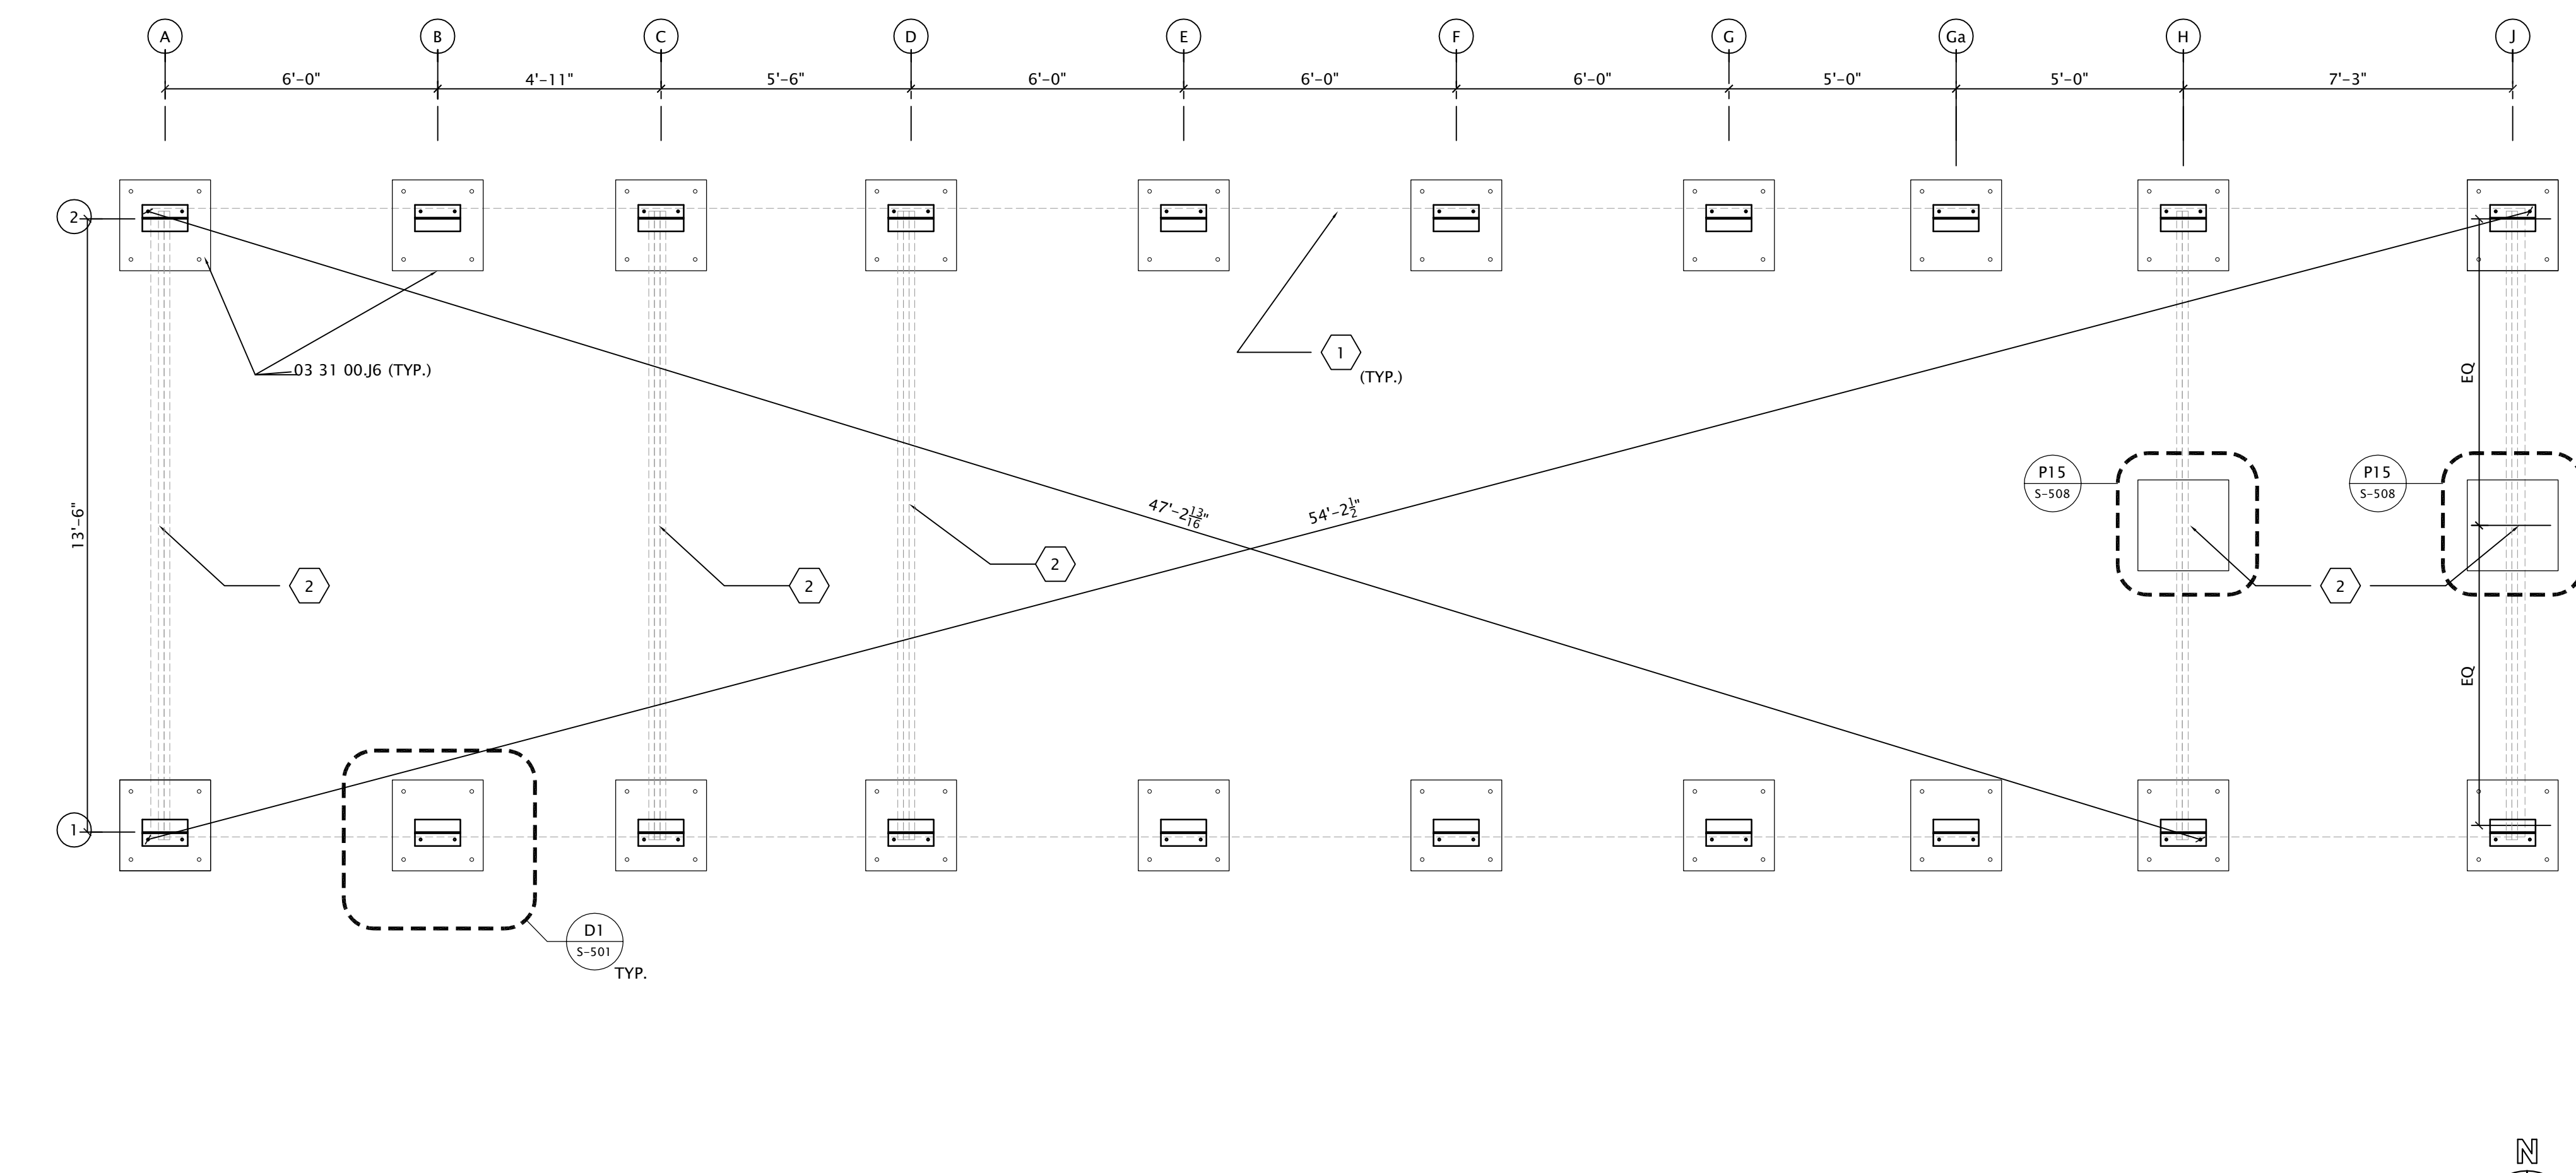 A B C D E F G Ga H J
6'-0" 4'-11" 5'-6" 6'-0" 6'-0" 6'-0" 5'-0" 5'-0" 7'-3"
2
03 31 00.J6 (TYP.)
1
(TYP.)
EQ
13'-6"
47'-2 13/16"
54'-2 1/2"
P15
S-508
P15
S-508
2
2
2
2
EQ
1
D1
S-501
TYP.
N